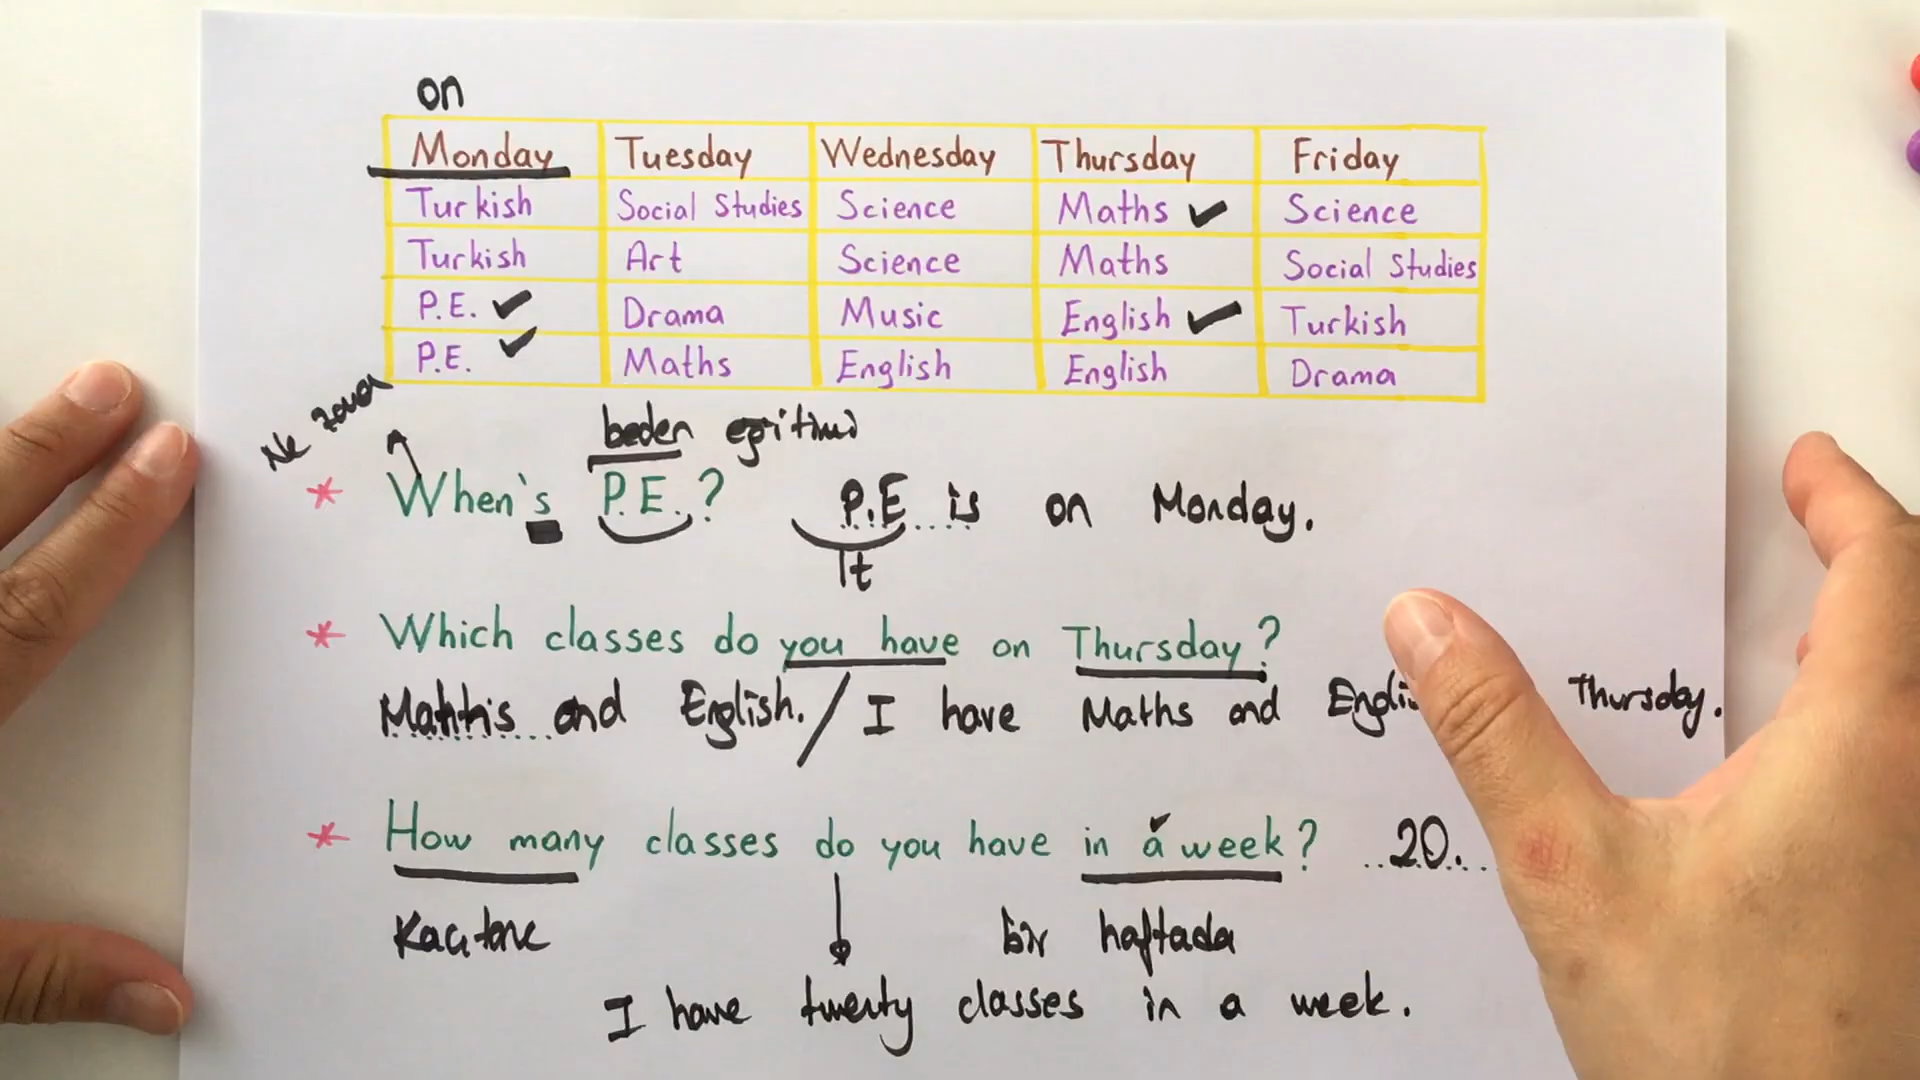 on
Monday Tuesday Wednesday Thursday Friday
Turkish Social Studies Science Maths ✓ Science
Turkish Art Science Maths Social Studies
P.E. ✓ Drama Music English ✓ Turkish
P.E. ✓ Maths English English Drama
Ne zaman
beden eğitimi
* When's P.E.? P.E is on Monday.
It
* Which classes do you have on Thursday?
Maths and English. / I have Maths and Thursday.
* How many classes do you have in a week? ..20....
Kaç tane bir haftada
I have twenty classes in a week.